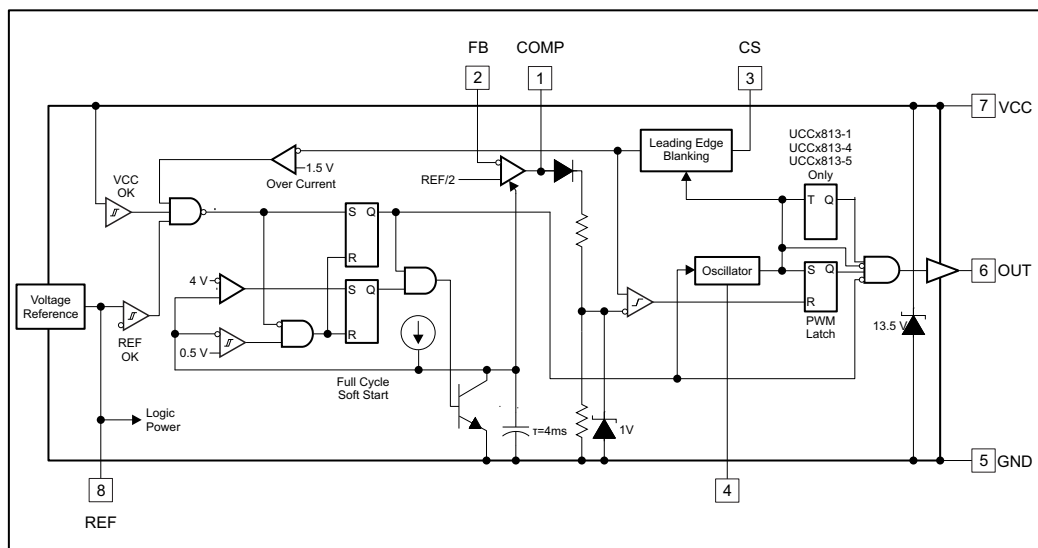 FB
COMP
CS
2
1
3
7
VCC
UCCx813-1
UCCx813-4
UCCx813-5
Only
Leading Edge
Blanking
1.5 V
Over Current
REF/2
VCC
OK
S
Q
R
T
Q
4 V
S
Q
R
Oscillator
S
Q
R
PWM
Latch
6
OUT
Voltage
Reference
REF
OK
0.5 V
13.5 V
Full Cycle
Soft Start
Logic
Power
τ=4ms
1V
5
GND
8
REF
4